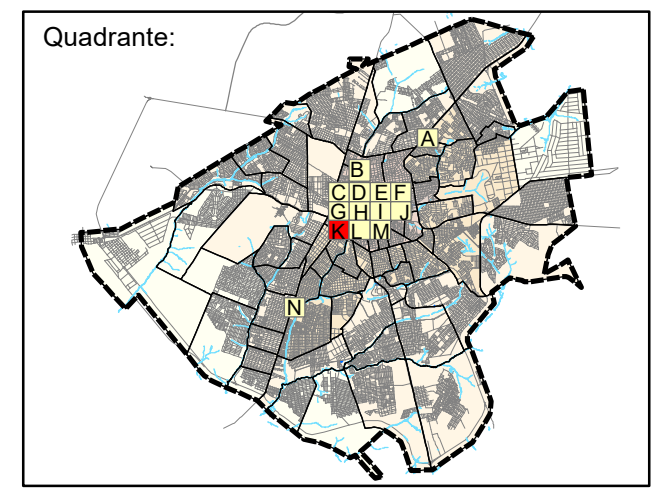 Quadrante:
A
B
C D E F
G H I J
K L M
N